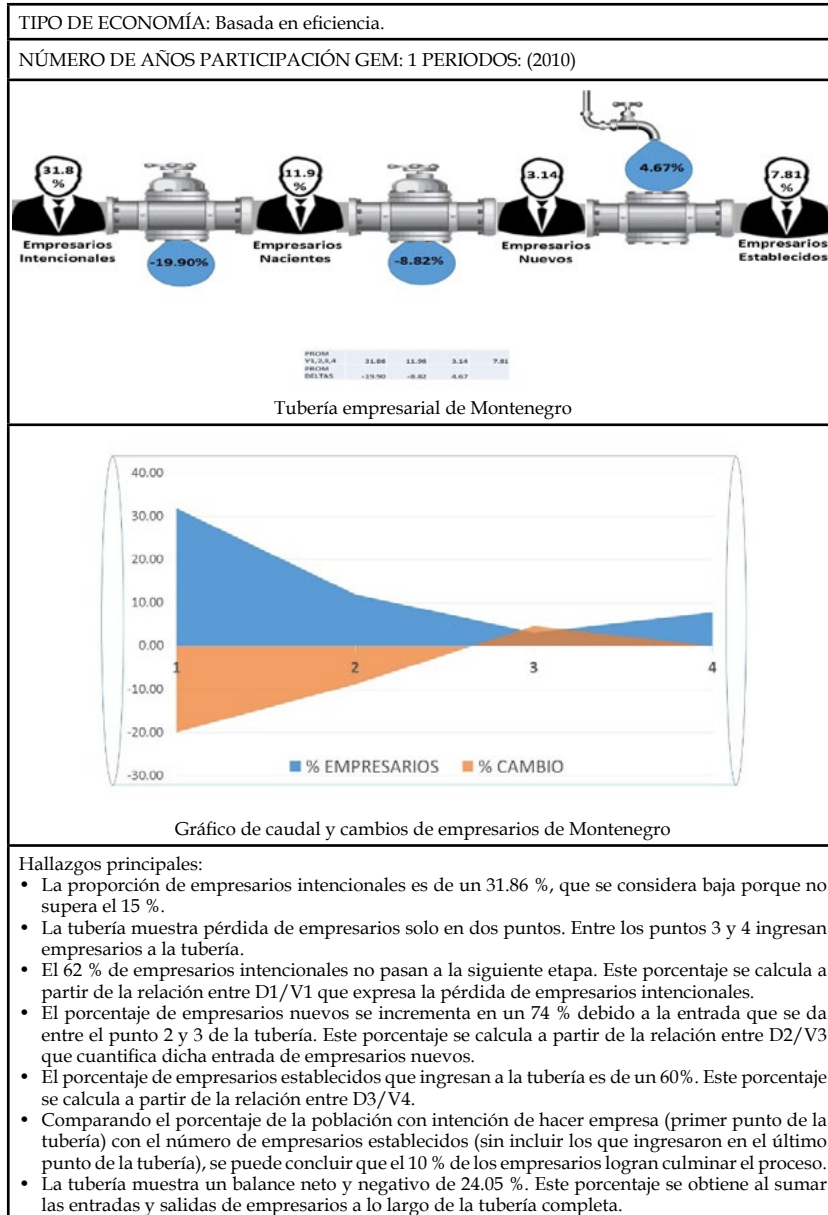 TIPO DE ECONOMÍA: Basada en eficiencia.
NÚMERO DE AÑOS PARTICIPACIÓN GEM: 1 PERIODOS: (2010)
31.8
%
11.9
%
3.14
4.67%
7.81
%
Empresarios
Intencionales
-19.90%
Empresarios
Nacientes
-8.82%
Empresarios
Nuevos
Empresarios
Establecidos
PROM
V1,2,3,4 31.86 11.96 3.14 7.81
PROM
DELTAS -19.90 -8.82 4.67
Tubería empresarial de Montenegro
40.00
30.00
20.00
10.00
0.00
1 2 3 4
-10.00
-20.00
% EMPRESARIOS % CAMBIO
-30.00
Gráfico de caudal y cambios de empresarios de Montenegro
Hallazgos principales:
• La proporción de empresarios intencionales es de un 31.86 %, que se considera baja porque no
supera el 15 %.
• La tubería muestra pérdida de empresarios solo en dos puntos. Entre los puntos 3 y 4 ingresan
empresarios a la tubería.
• El 62 % de empresarios intencionales no pasan a la siguiente etapa. Este porcentaje se calcula a
partir de la relación entre D1/V1 que expresa la pérdida de empresarios intencionales.
• El porcentaje de empresarios nuevos se incrementa en un 74 % debido a la entrada que se da
entre el punto 2 y 3 de la tubería. Este porcentaje se calcula a partir de la relación entre D2/V3
que cuantifica dicha entrada de empresarios nuevos.
• El porcentaje de empresarios establecidos que ingresan a la tubería es de un 60%. Este porcentaje
se calcula a partir de la relación entre D3/V4.
• Comparando el porcentaje de la población con intención de hacer empresa (primer punto de la
tubería) con el número de empresarios establecidos (sin incluir los que ingresaron en el último
punto de la tubería), se puede concluir que el 10 % de los empresarios logran culminar el proceso.
• La tubería muestra un balance neto y negativo de 24.05 %. Este porcentaje se obtiene al sumar
las entradas y salidas de empresarios a lo largo de la tubería completa.